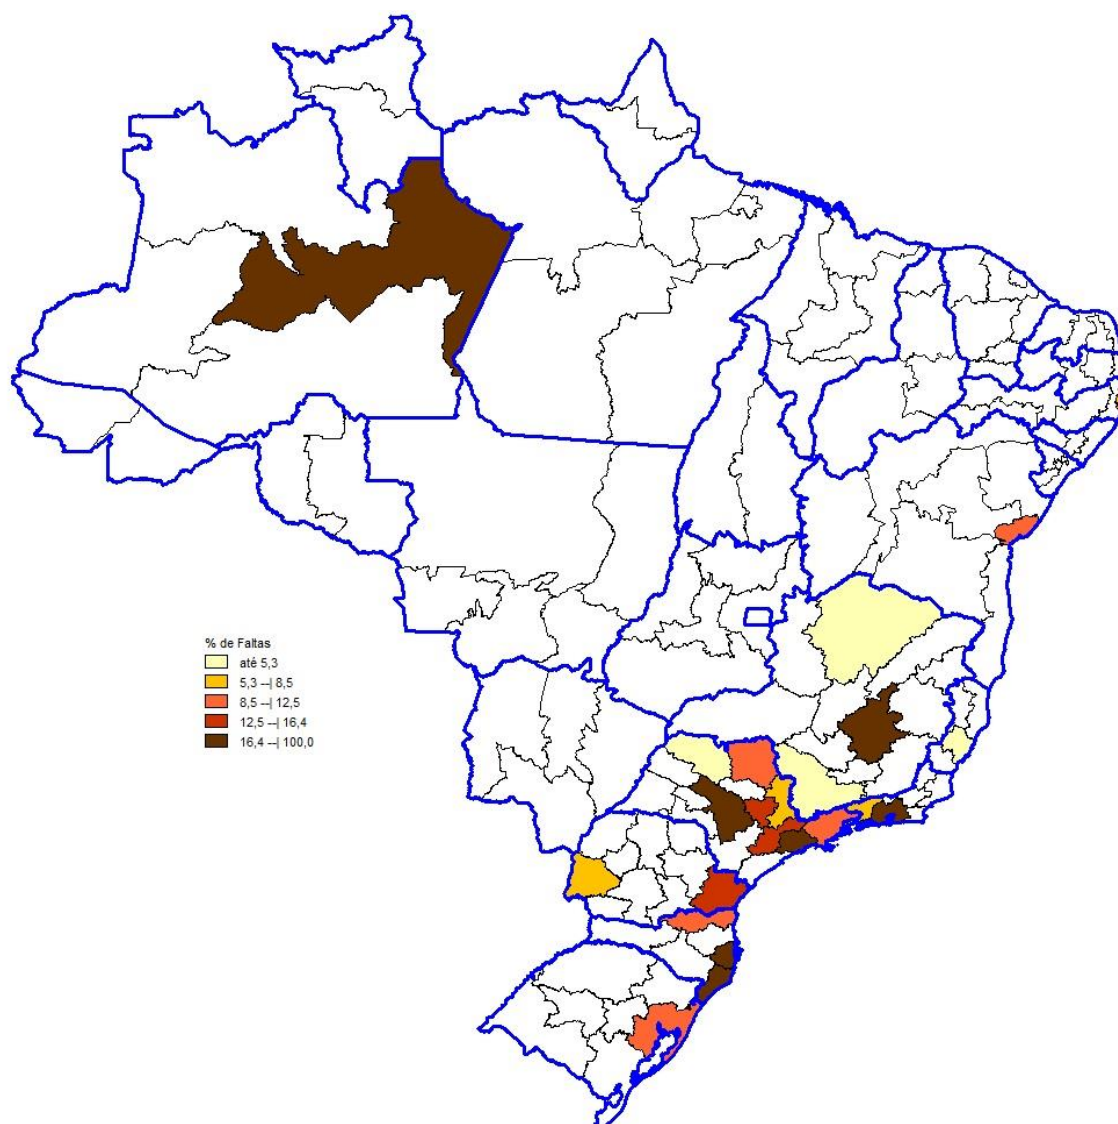 % de Faltas
até 5,3
5,3 --| 8,5
8,5 --| 12,5
12,5 --| 16,4
16,4 --| 100,0